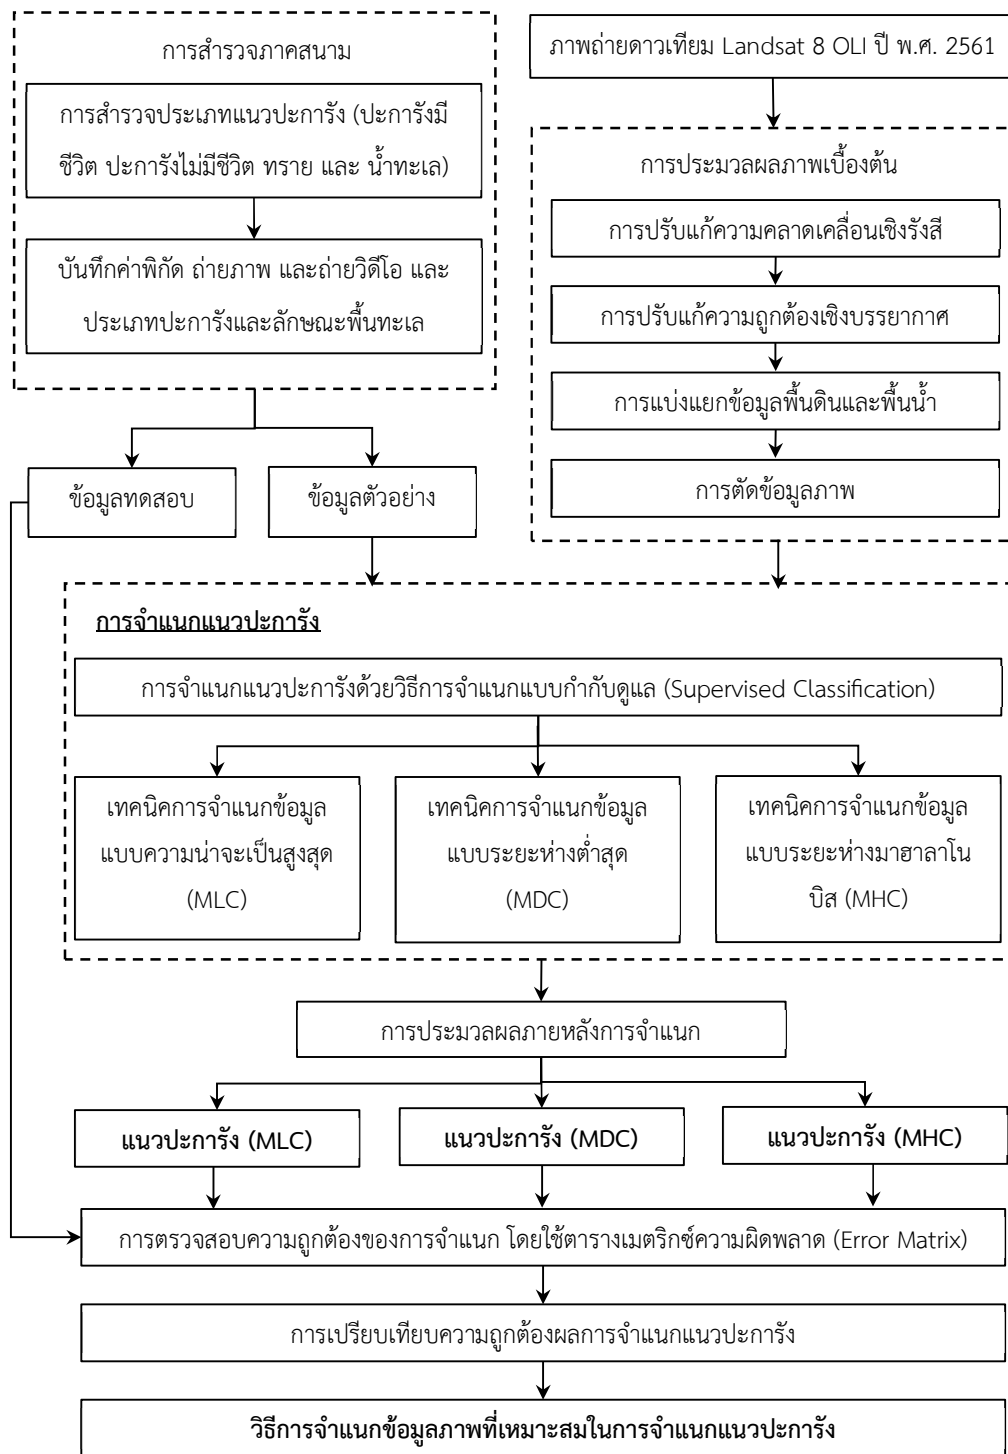 การสำรวจภาคสนาม
การสำรวจประเภทแนวปะการัง (ปะการังมี
ชีวิต ปะการังไม่มีชีวิต ทราย และ น้ำทะเล)
บันทึกค่าพิกัด ถ่ายภาพ และถ่ายวิดีโอ และ
ประเภทปะการังและลักษณะพื้นทะเล
ภาพถ่ายดาวเทียม Landsat 8 OLI ปี พ.ศ. 2561
การประมวลผลภาพเบื้องต้น
การปรับแก้ความคลาดเคลื่อนเชิงรังสี
การปรับแก้ความถูกต้องเชิงบรรยากาศ
การแบ่งแยกข้อมูลพื้นดินและพื้นน้ำ
การตัดข้อมูลภาพ
ข้อมูลทดสอบ
ข้อมูลตัวอย่าง
การจำแนกแนวปะการัง
การจำแนกแนวปะการังด้วยวิธีการจำแนกแบบกำกับดูแล (Supervised Classification)
เทคนิคการจำแนกข้อมูล
แบบความน่าจะเป็นสูงสุด
(MLC)
เทคนิคการจำแนกข้อมูล
แบบระยะห่างต่ำสุด
(MDC)
เทคนิคการจำแนกข้อมูล
แบบระยะห่างมาฮาลาโน
บิส (MHC)
การประมวลผลภายหลังการจำแนก
แนวปะการัง (MLC)
แนวปะการัง (MDC)
แนวปะการัง (MHC)
การตรวจสอบความถูกต้องของการจำแนก โดยใช้ตารางเมตริกซ์ความผิดพลาด (Error Matrix)
การเปรียบเทียบความถูกต้องผลการจำแนกแนวปะการัง
วิธีการจำแนกข้อมูลภาพที่เหมาะสมในการจำแนกแนวปะการัง